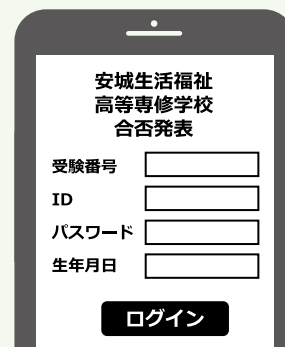 安城生活福祉
高等専修学校
合否発表
受験番号
ID
パスワード
生年月日
ログイン